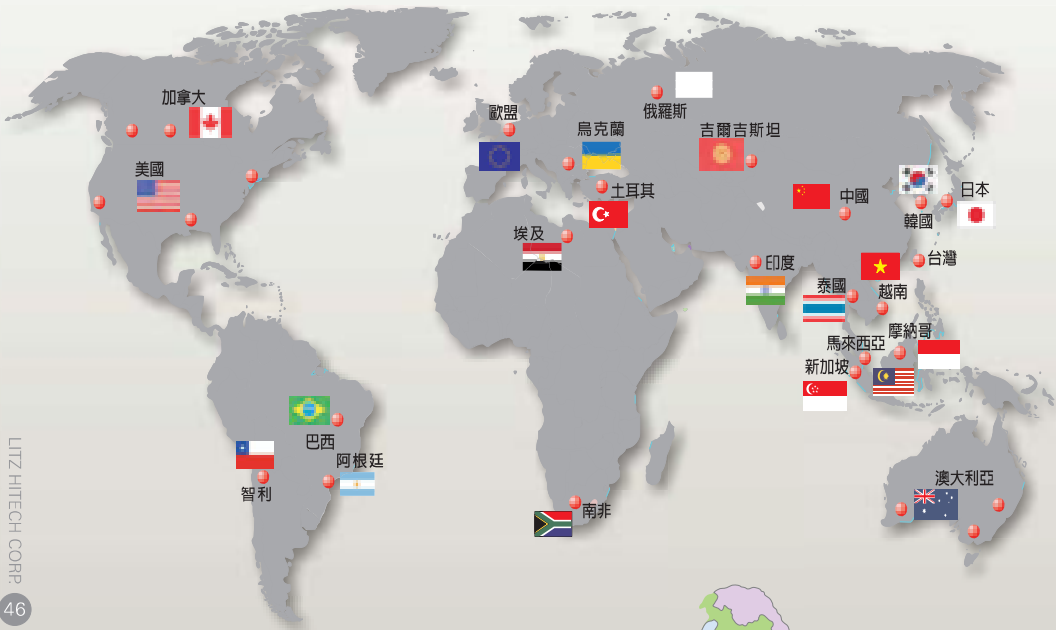 加拿大
美國
歐盟
烏克蘭
土耳其
埃及
俄羅斯
吉爾吉斯坦
中國
韓國
日本
台灣
印度
泰國
越南
馬來西亞
摩納哥
新加坡
巴西
阿根廷
智利
南非
澳大利亞
LITZ HITECH CORP.
46